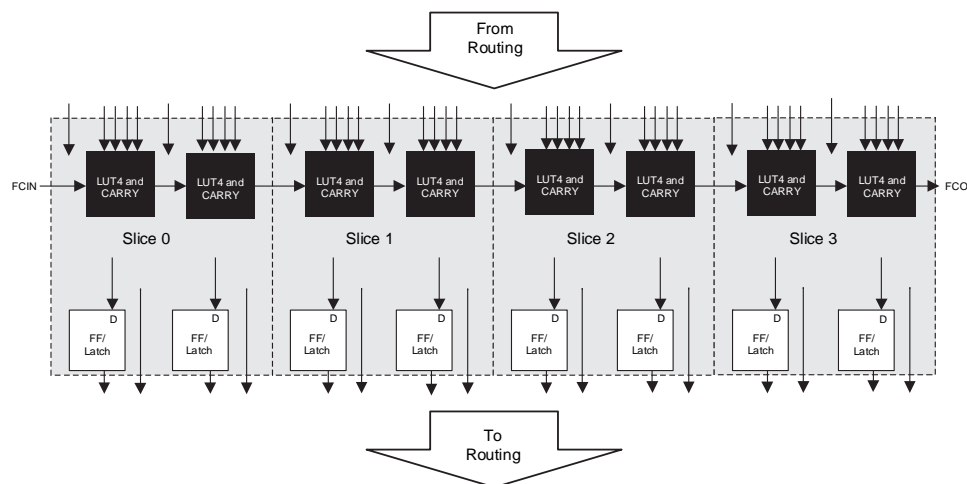 From
Routing
FCIN
LUT4 and
CARRY
LUT4 and
CARRY
LUT4 and
CARRY
LUT4 and
CARRY
LUT4 and
CARRY
LUT4 and
CARRY
LUT4 and
CARRY
LUT4 and
CARRY
FCO
Slice 0
Slice 1
Slice 2
Slice 3
D
FF/
Latch
D
FF/
Latch
D
FF/
Latch
D
FF/
Latch
D
FF/
Latch
D
FF/
Latch
D
FF/
Latch
D
FF/
Latch
To
Routing